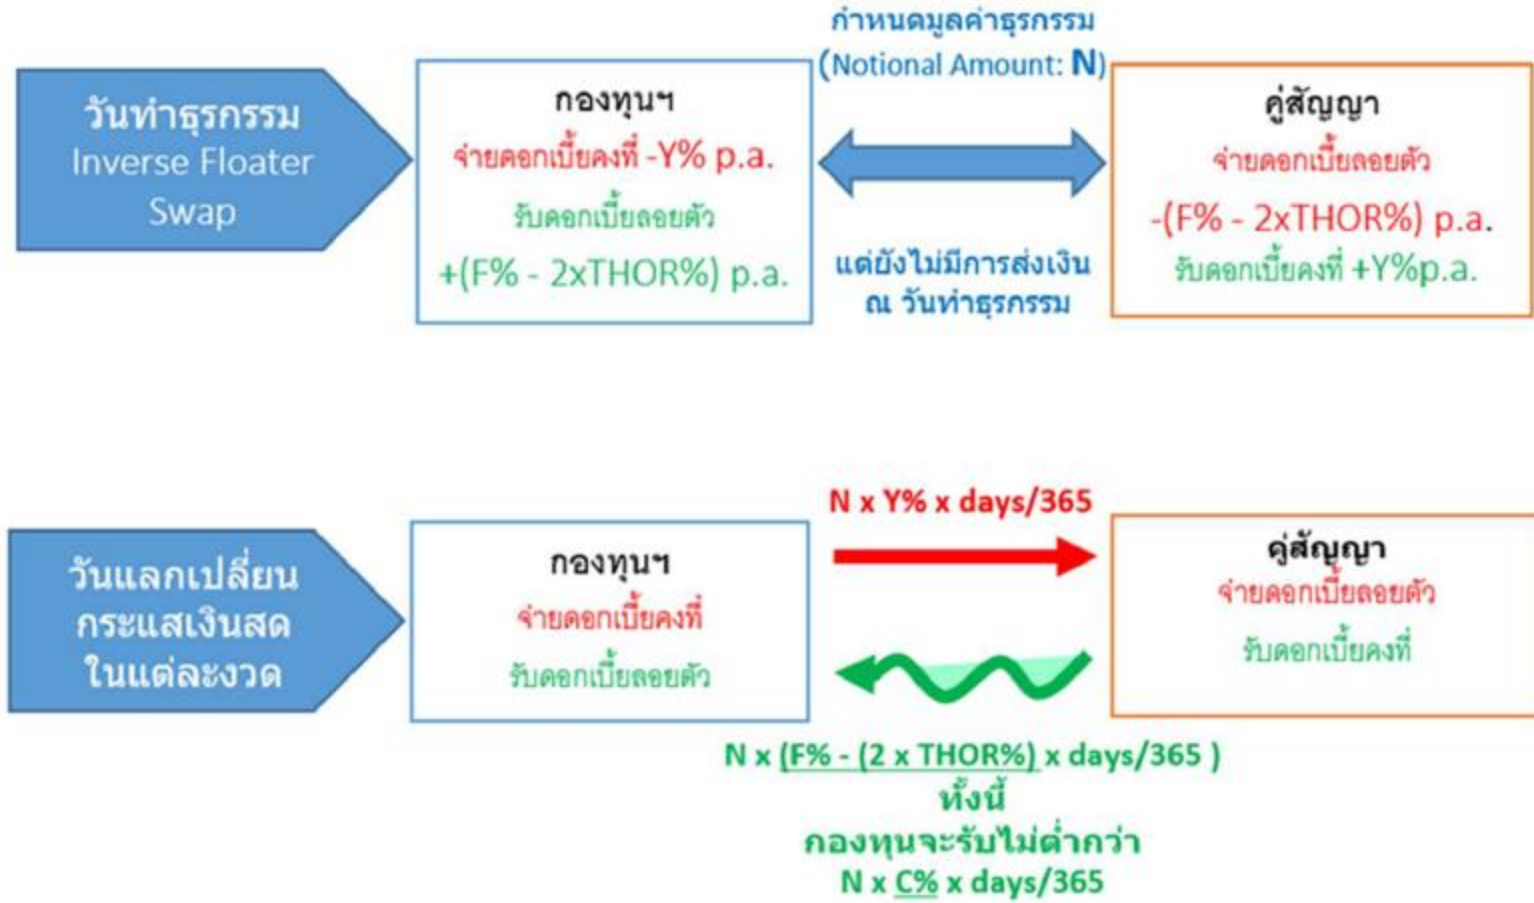 วันทำธุรกรรม
Inverse Floater
Swap
กองทุนฯ
จ่ายดอกเบี้ยคงที่ -Y% p.a.
รับดอกเบี้ยลอยตัว
+(F% - 2xTHOR%) p.a.
กำหนดมูลค่าธุรกรรม
(Notional Amount: N)
แต่ยังไม่มีการส่งเงิน
ณ วันทำธุรกรรม
คู่สัญญา
จ่ายดอกเบี้ยลอยตัว
-(F% - 2xTHOR%) p.a.
รับดอกเบี้ยคงที่ +Y%p.a.
วันแลกเปลี่ยน
กระแสเงินสด
ในแต่ละงวด
กองทุนฯ
จ่ายดอกเบี้ยคงที่
รับดอกเบี้ยลอยตัว
N x Y% x days/365
คู่สัญญา
จ่ายดอกเบี้ยลอยตัว
รับดอกเบี้ยคงที่
N x (F% - (2 x THOR%) x days/365 )
ทั้งนี้
กองทุนจะรับไม่ต่ำกว่า
N x C% x days/365